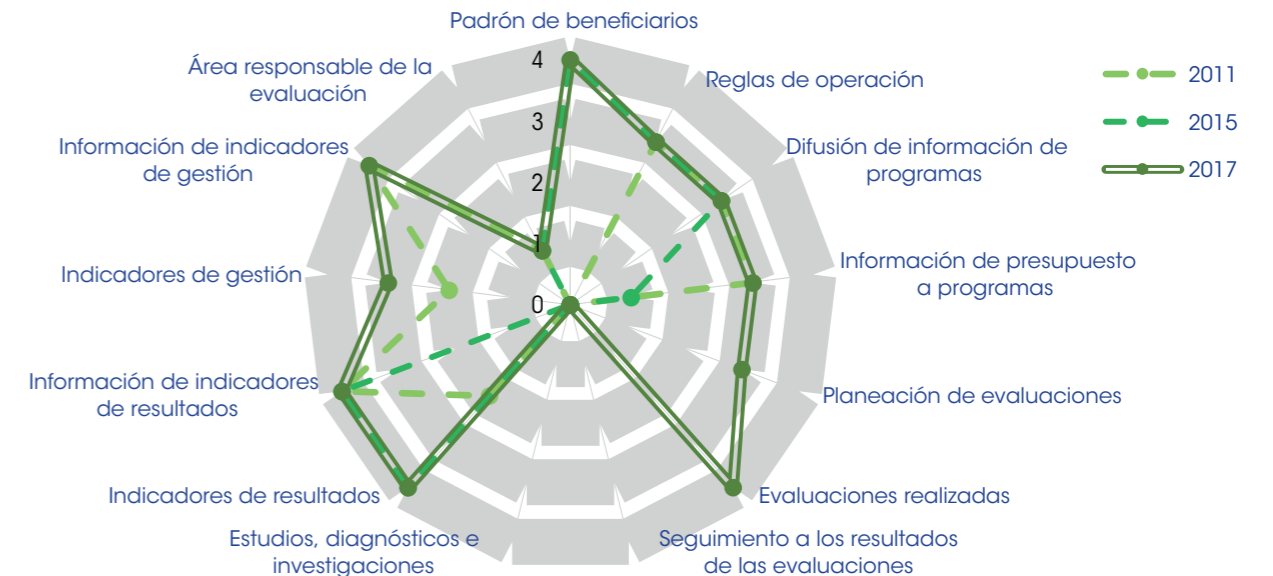 Padrón de beneficiarios
Reglas de operación
Difusión de información de
programas
Información de presupuesto
a programas
Planeación de evaluaciones
Evaluaciones realizadas
Seguimiento a los resultados
de las evaluaciones
Estudios, diagnósticos e
investigaciones
Indicadores de resultados
Información de indicadores
de resultados
Indicadores de gestión
Información de indicadores
de gestión
Área responsable de la
evaluación
4
3
2
1
0
2011
2015
2017